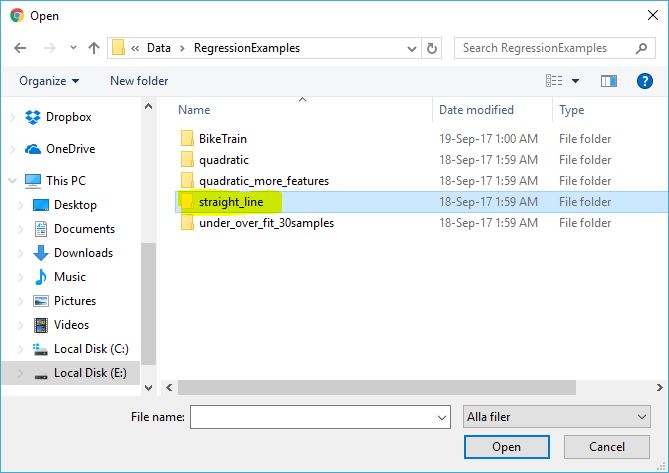 Open
« Data › RegressionExamples
Search RegressionExamples
Organize
New folder
?
Name Date modified Type
Dropbox
OneDrive
This PC
Desktop
Documents
Downloads
Music
Pictures
Videos
Local Disk (C:)
Local Disk (E:)
BikeTrain 19-Sep-17 1:00 AM File folder
quadratic 18-Sep-17 1:59 AM File folder
quadratic_more_features 18-Sep-17 1:59 AM File folder
straight_line 18-Sep-17 1:59 AM File folder
under_over_fit_30samples 18-Sep-17 1:59 AM File folder
File name:
Alla filer
Open
Cancel